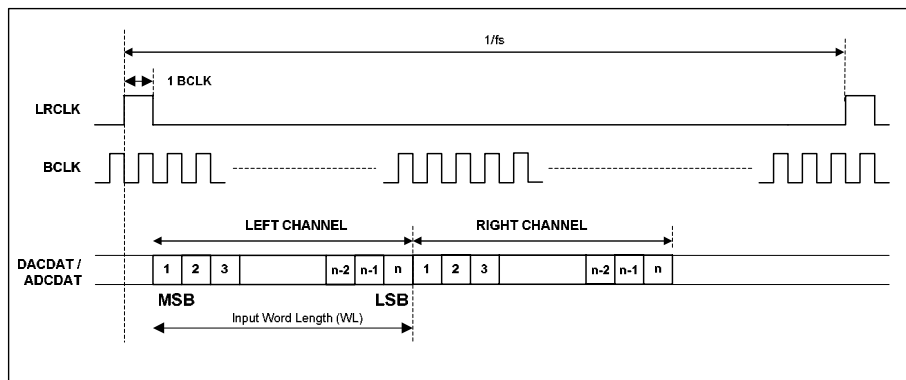 1/fs
1 BCLK
LRCLK
BCLK
LEFT CHANNEL RIGHT CHANNEL
DACDAT /
ADCDAT
1 2 3 n-2 n-1 n 1 2 3 n-2 n-1 n
MSB LSB
Input Word Length (WL)